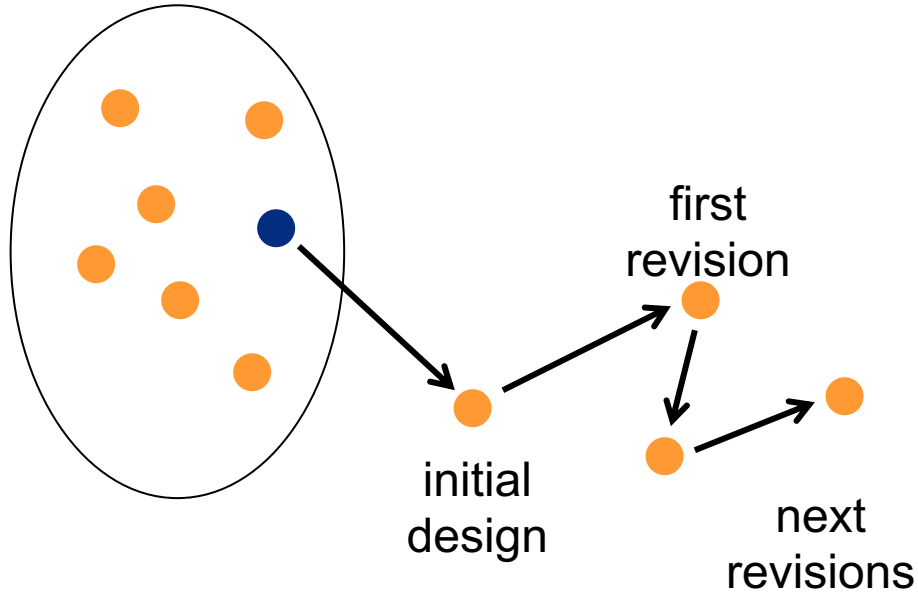 first
revision
initial
design
next
revisions